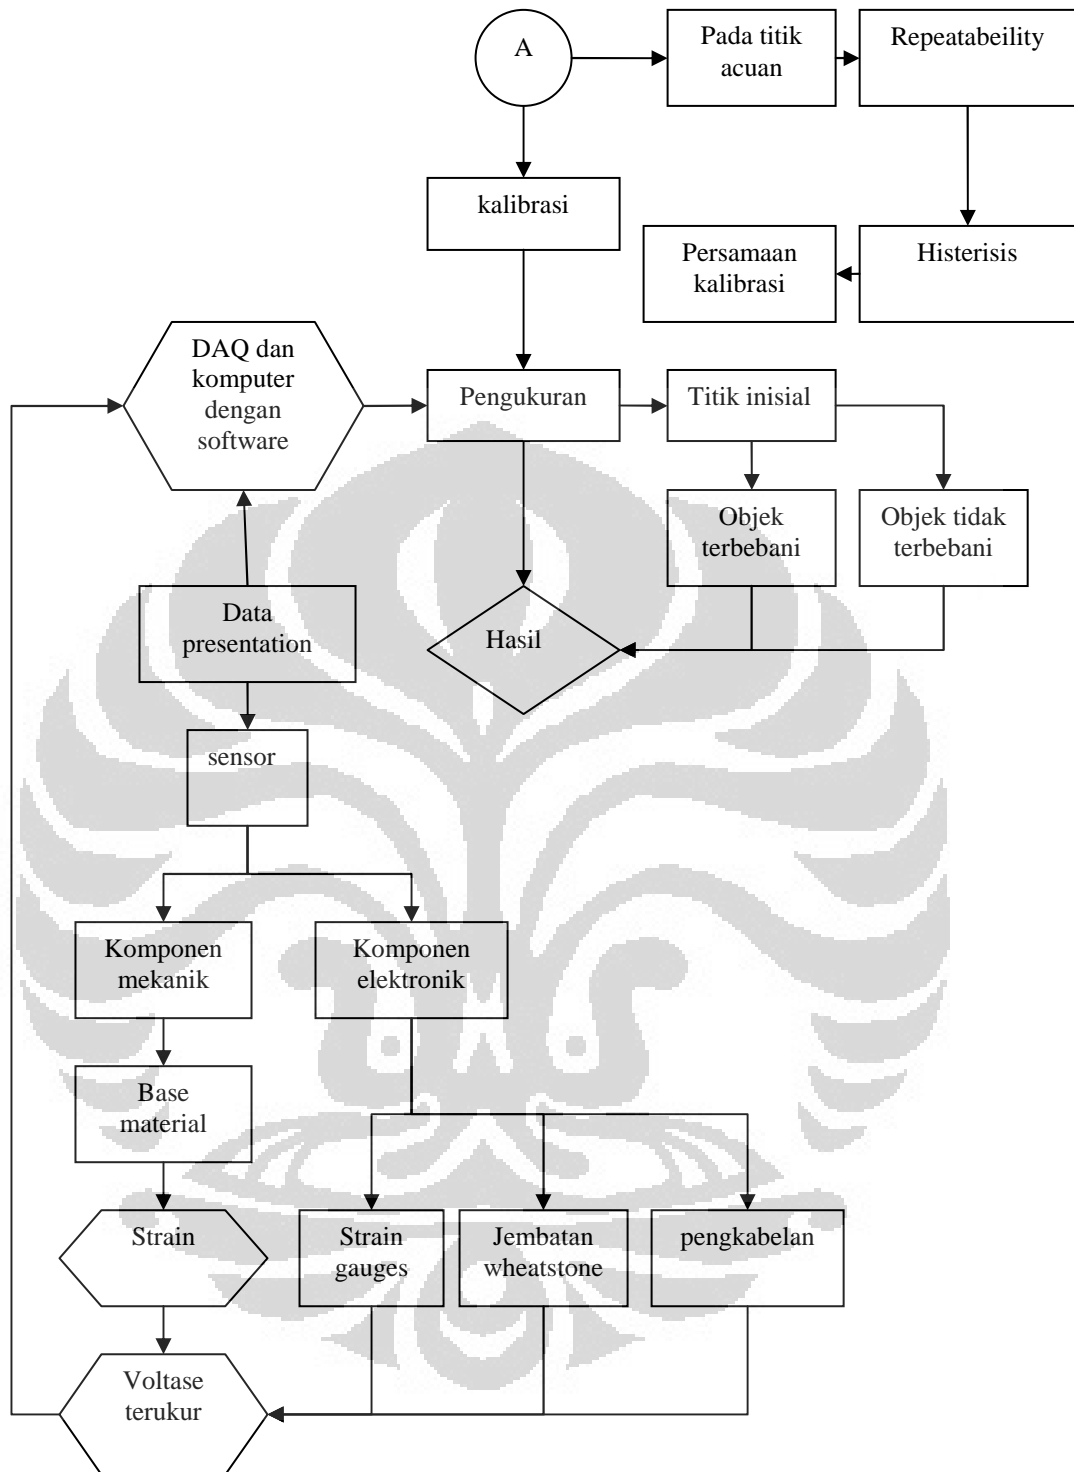 A
Pada titik
acuan
Repeatabeility
kalibrasi
Persamaan
kalibrasi
Histerisis
DAQ dan
komputer
dengan
software
Pengukuran
Titik inisial
Objek
terbebani
Objek tidak
terbebani
Data
presentation
Hasil
sensor
Komponen
mekanik
Komponen
elektronik
Base
material
Strain
Strain
gauges
Jembatan
wheatstone
pengkabelan
Voltase
terukur